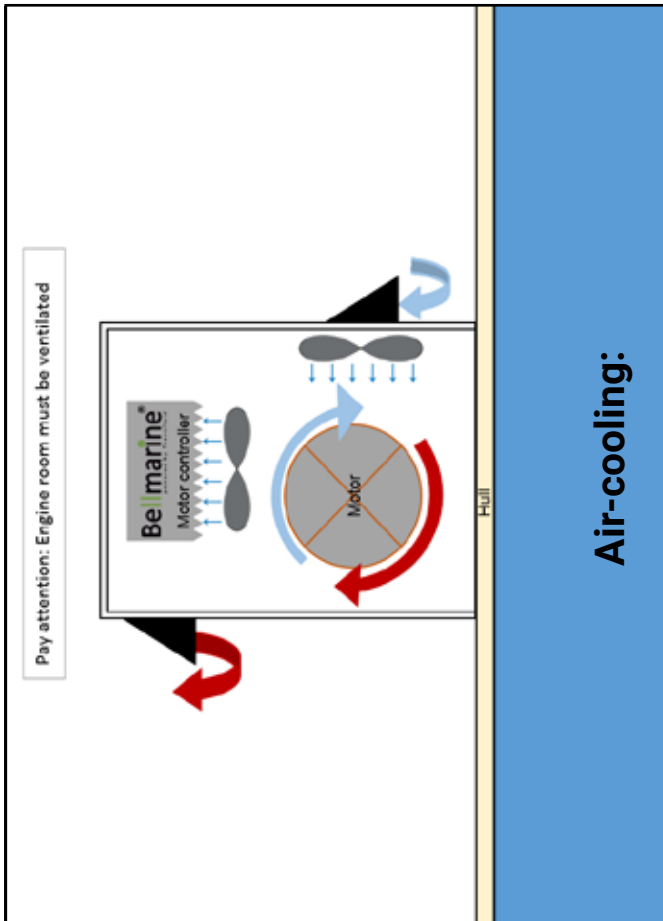 Pay attention: Engine room must be ventilated
Bellmarine®
Motor controller
Motor
Hull
Air-cooling: